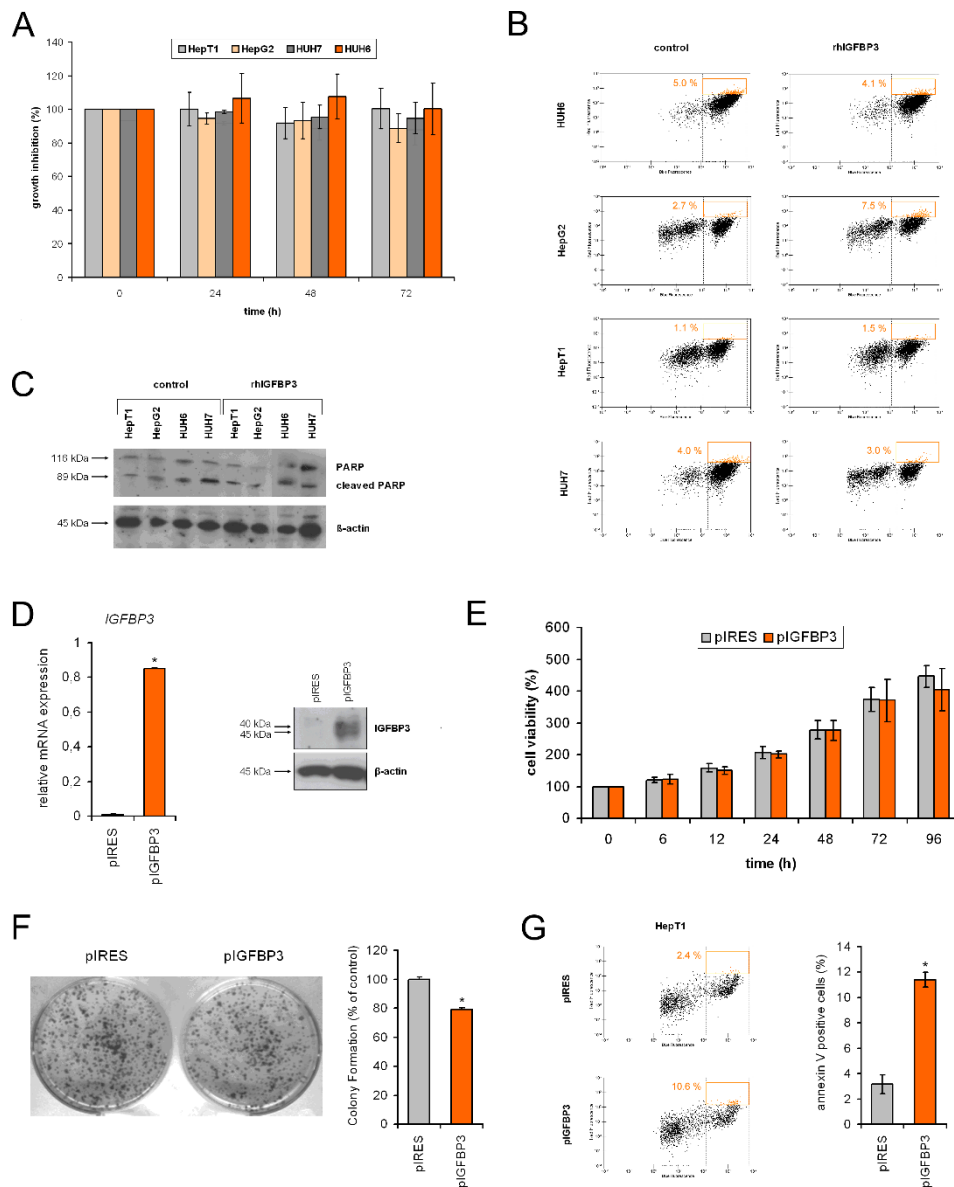 A
HepT1 HepG2 HUH7 HUH6
growth inhibition (%)
140
120
100
80
60
40
20
0
0 24 48 72
time (h)
B
control rhIGFBP3
HUH6
5.0 % 4.1 %
HepG2
2.7 % 7.5 %
HepT1
1.1 % 1.5 %
HUH7
4.0 % 3.0 %
C
control rhIGFBP3
HepT1 HepG2 HUH6 HUH7 HepT1 HepG2 HUH6 HUH7
116 kDa
89 kDa
PARP
cleaved PARP
45 kDa
ß-actin
D
IGFBP3
relative mRNA expression
1
0,8
0,6
0,4
0,2
0
*
pIRES pIGFBP3
pIRES pIGFBP3
40 kDa
45 kDa
IGFBP3
45 kDa
β-actin
E
pIRES pIGFBP3
cell viability (%)
600
500
400
300
200
100
0
0 6 12 24 48 72 96
time (h)
F
pIRES pIGFBP3
Colony Formation (% of control)
120
100
80
60
40
20
0
*
pIRES pIGFBP3
G
HepT1
pIRES
2.4 %
pIGFBP3
10.6 %
annexin V positive cells (%)
14
12
10
8
6
4
2
0
*
pIRES pIGFBP3